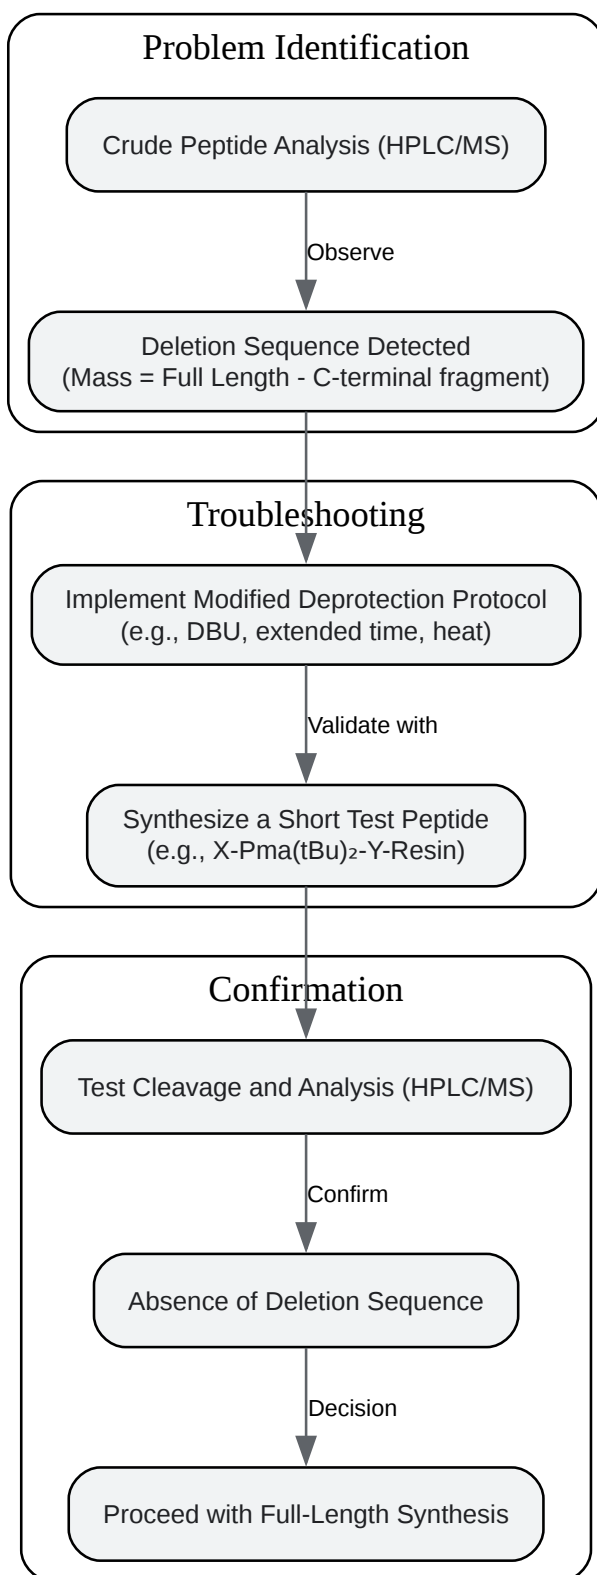 Problem Identification
Crude Peptide Analysis (HPLC/MS)
Observe
Deletion Sequence Detected
(Mass = Full Length - C-terminal fragment)
Troubleshooting
Implement Modified Deprotection Protocol
(e.g., DBU, extended time, heat)
Validate with
Synthesize a Short Test Peptide
(e.g., X-Pma(tBu)₂-Y-Resin)
Confirmation
Test Cleavage and Analysis (HPLC/MS)
Confirm
Absence of Deletion Sequence
Decision
Proceed with Full-Length Synthesis